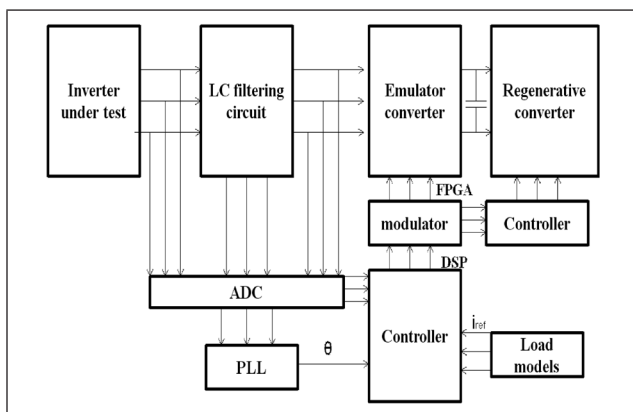 Inverter
under test
LC filtering
circuit
Emulator
converter
Regenerative
converter
FPGA
modulator
Controller
DSP
ADC
Controller
iref
Load
models
PLL
θ